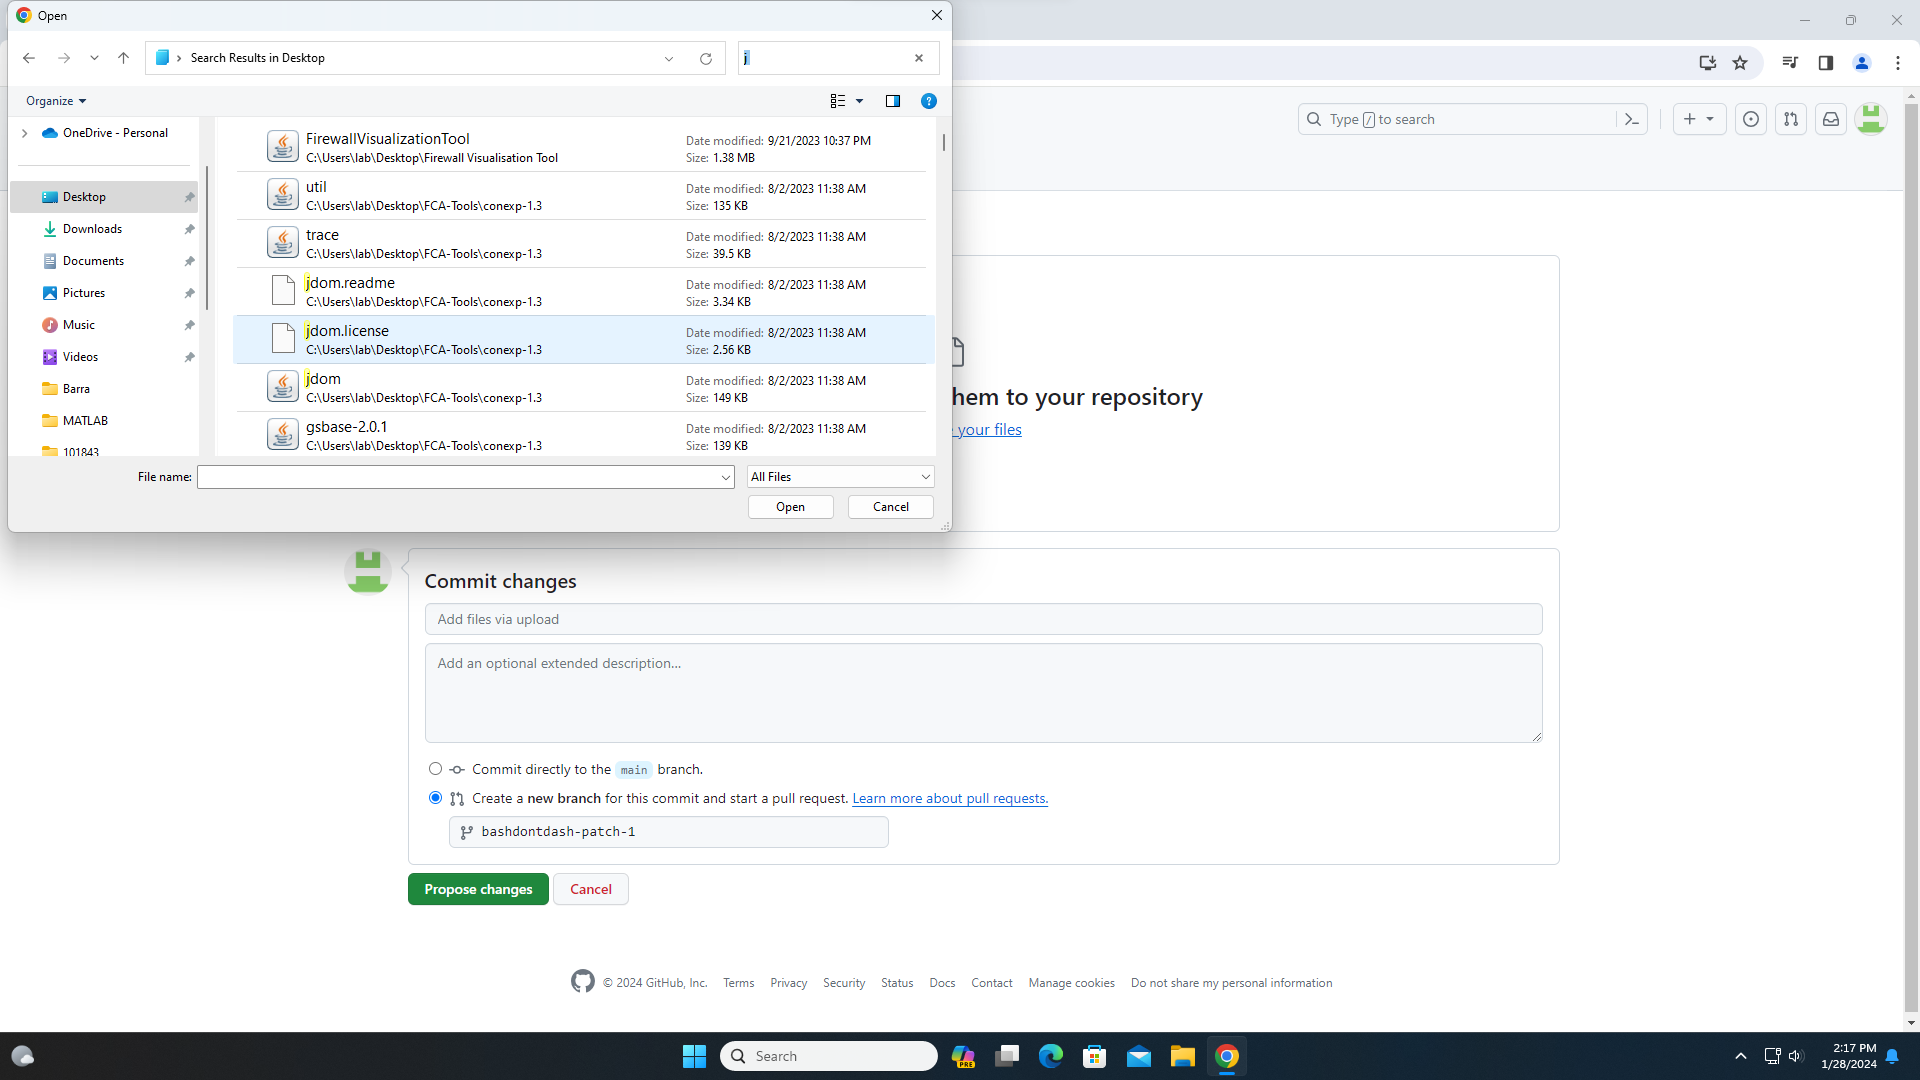 Open
Search Results in Desktop
j
Organize
OneDrive - Personal
Desktop
Downloads
Documents
Pictures
Music
Videos
Barra
MATLAB
101843
FirewallVisualizationTool
C:\Users\lab\Desktop\Firewall Visualisation Tool
Date modified: 9/21/2023 10:37 PM
Size: 1.38 MB
util
C:\Users\lab\Desktop\FCA-Tools\conexp-1.3
Date modified: 8/2/2023 11:38 AM
Size: 135 KB
trace
C:\Users\lab\Desktop\FCA-Tools\conexp-1.3
Date modified: 8/2/2023 11:38 AM
Size: 39.5 KB
jdom.readme
C:\Users\lab\Desktop\FCA-Tools\conexp-1.3
Date modified: 8/2/2023 11:38 AM
Size: 3.34 KB
jdom.license
C:\Users\lab\Desktop\FCA-Tools\conexp-1.3
Date modified: 8/2/2023 11:38 AM
Size: 2.56 KB
jdom
C:\Users\lab\Desktop\FCA-Tools\conexp-1.3
Date modified: 8/2/2023 11:38 AM
Size: 149 KB
gsbase-2.0.1
C:\Users\lab\Desktop\FCA-Tools\conexp-1.3
Date modified: 8/2/2023 11:38 AM
Size: 139 KB
File name:
All Files
Open
Cancel
Type / to search
hem to your repository
your files
Commit changes
Add files via upload
Add an optional extended description...
Commit directly to the main branch.
Create a new branch for this commit and start a pull request. Learn more about pull requests.
bashdontdash-patch-1
Propose changes
Cancel
© 2024 GitHub, Inc.
Terms
Privacy
Security
Status
Docs
Contact
Manage cookies
Do not share my personal information
Search
PRE
2:17 PM
1/28/2024